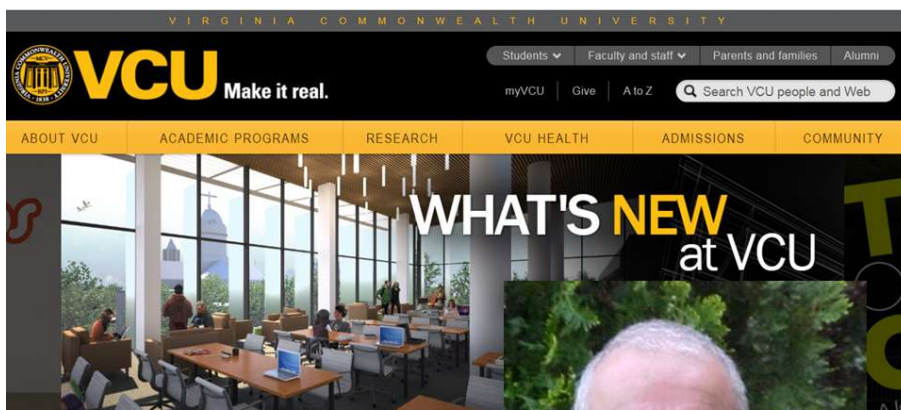 VIRGINIA COMMONWEALTH UNIVERSITY
Students Faculty and staff Parents and families Alumni
VCU Make it real.
myVCU Give A to Z Search VCU people and Web
ABOUT VCU ACADEMIC PROGRAMS RESEARCH VCU HEALTH ADMISSIONS COMMUNITY
WHAT'S NEW
at VCU